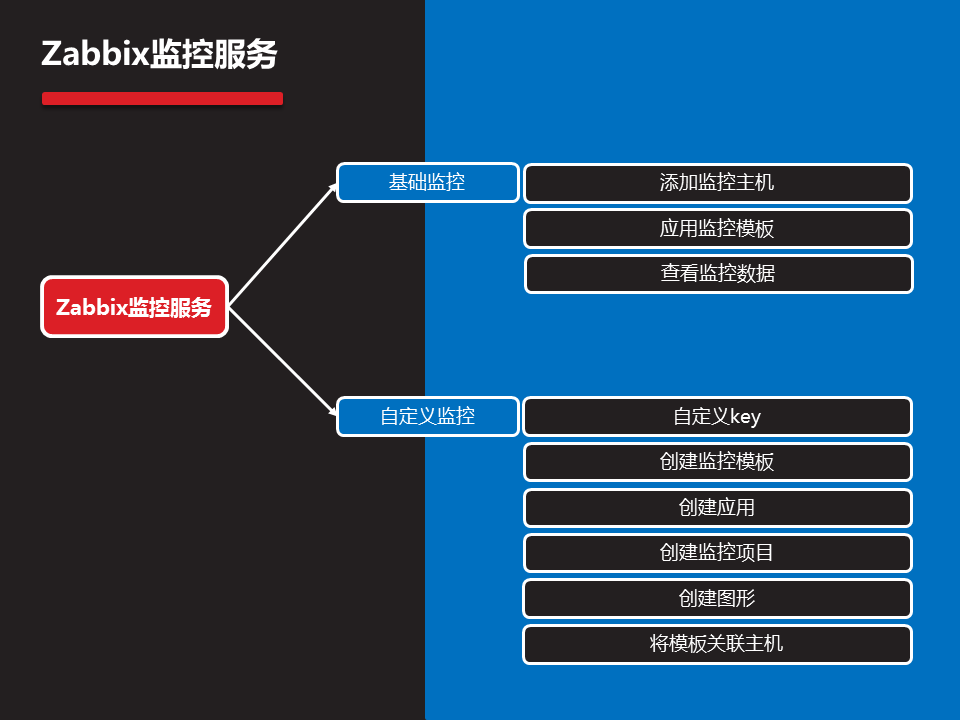 Zabbix监控服务
基础监控
添加监控主机
应用监控模板
查看监控数据
Zabbix监控服务
自定义监控
自定义key
创建监控模板
创建应用
创建监控项目
创建图形
将模板关联主机